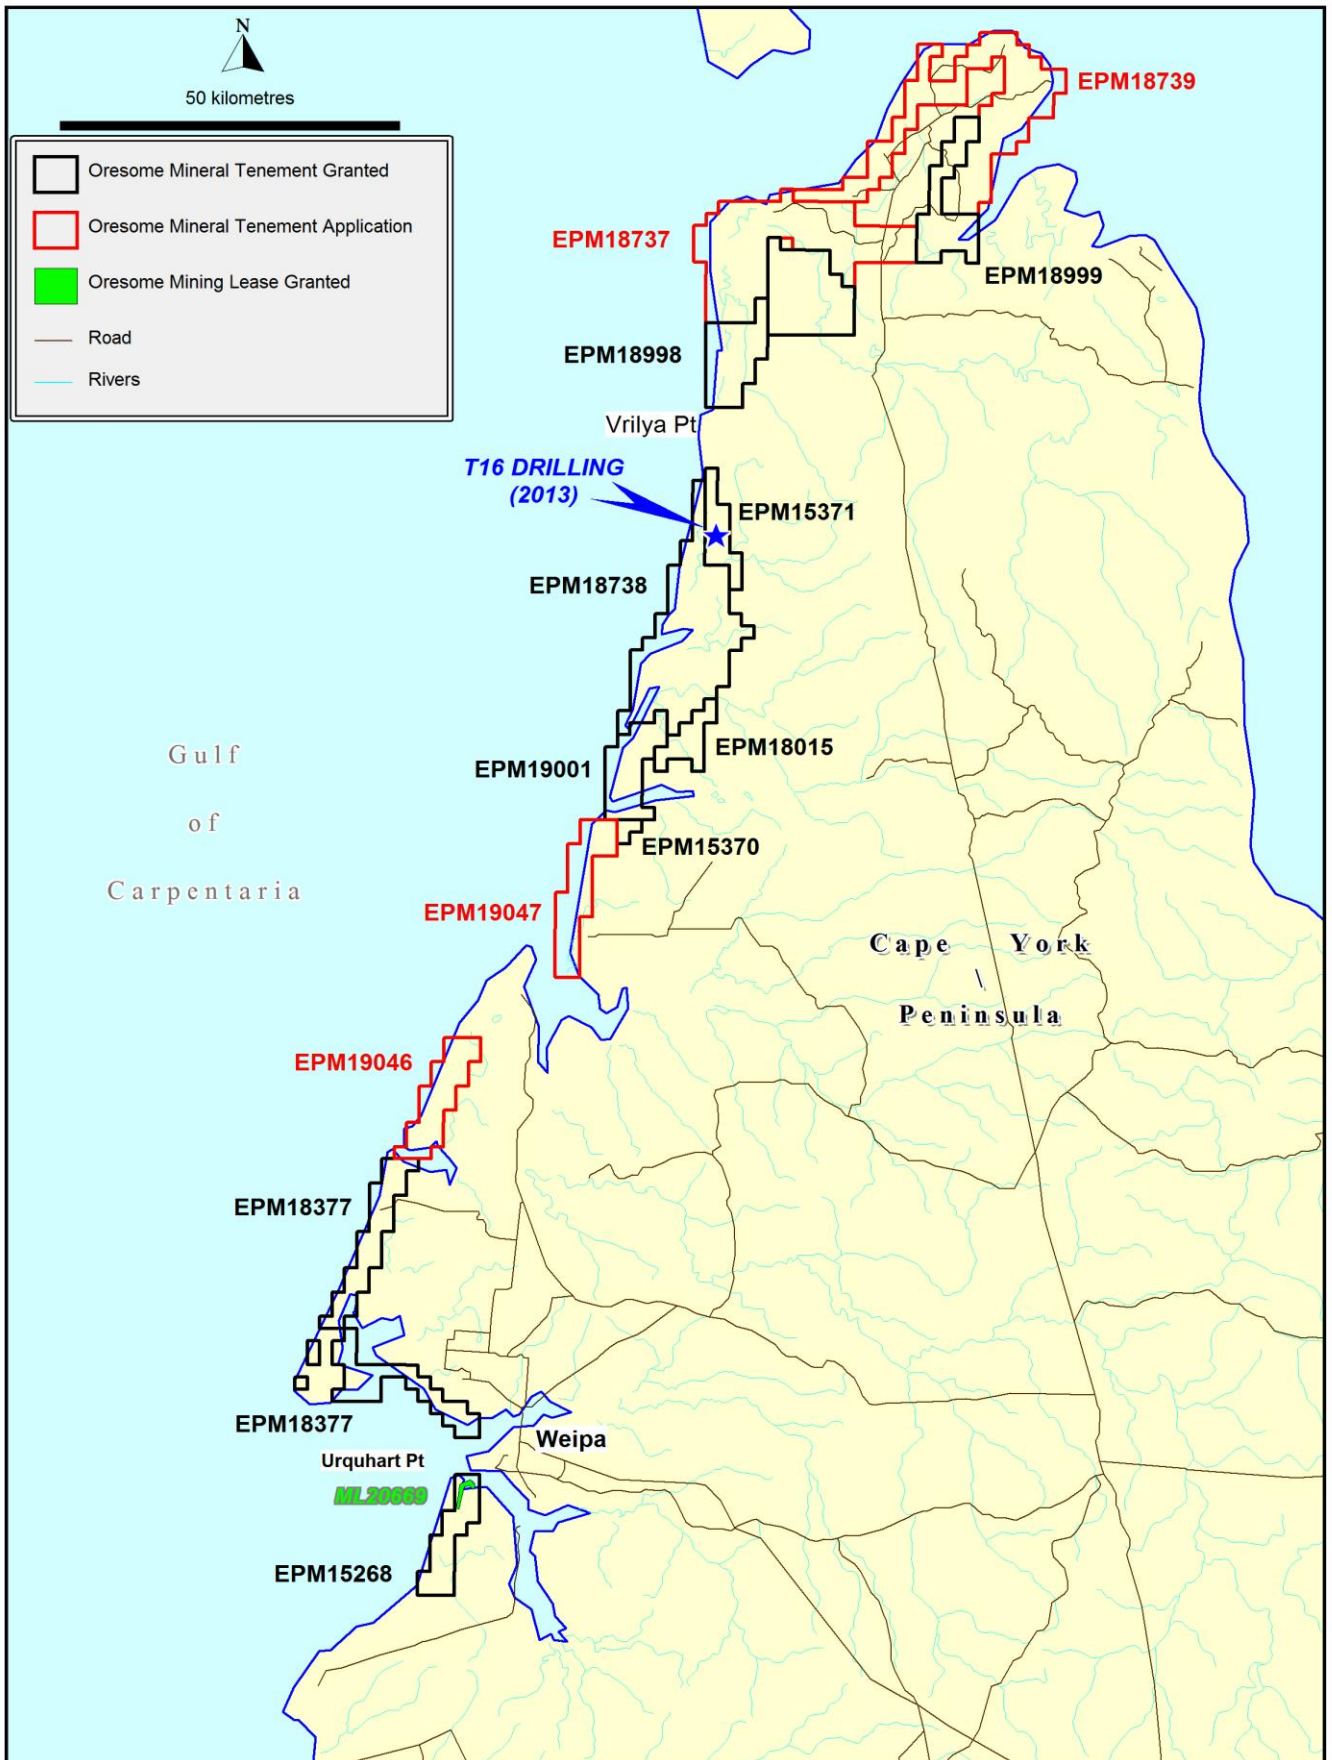 N
50 kilometres
Oresome Mineral Tenement Granted
Oresome Mineral Tenement Application
Oresome Mining Lease Granted
Road
Rivers
EPM18739
EPM18737
EPM18999
EPM18998
Vrilya Pt
T16 DRILLING
(2013)
EPM15371
EPM18738
EPM18015
EPM19001
EPM15370
Gulf
of
Carpentaria
EPM19047
Cape York
\
Peninsula
EPM19046
EPM18377
EPM18377
Weipa
Urquhart Pt
ML20669
EPM15268